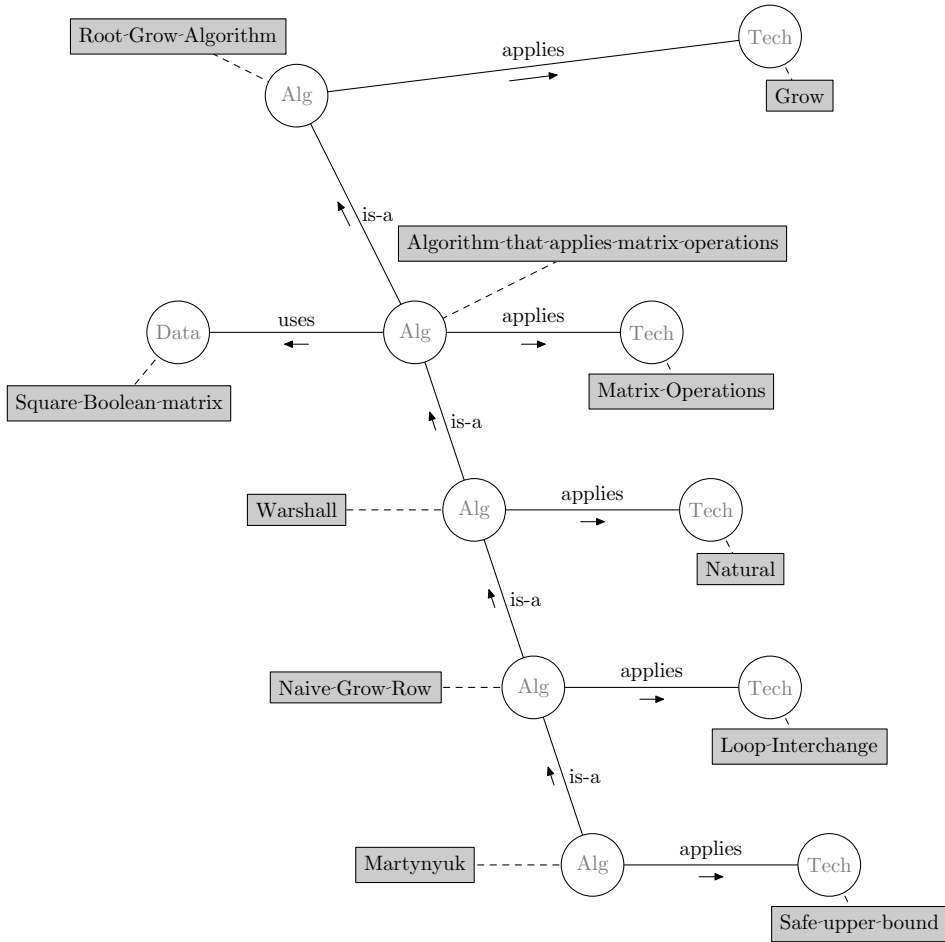 Root-Grow-Algorithm
Tech
applies
Alg
Grow
is-a
Algorithm-that-applies-matrix-operations
Data
uses
Alg
applies
Tech
Square-Boolean-matrix
Matrix-Operations
is-a
Warshall
Alg
applies
Tech
Natural
is-a
Naive-Grow-Row
Alg
applies
Tech
Loop-Interchange
is-a
Martynyuk
Alg
applies
Tech
Safe-upper-bound